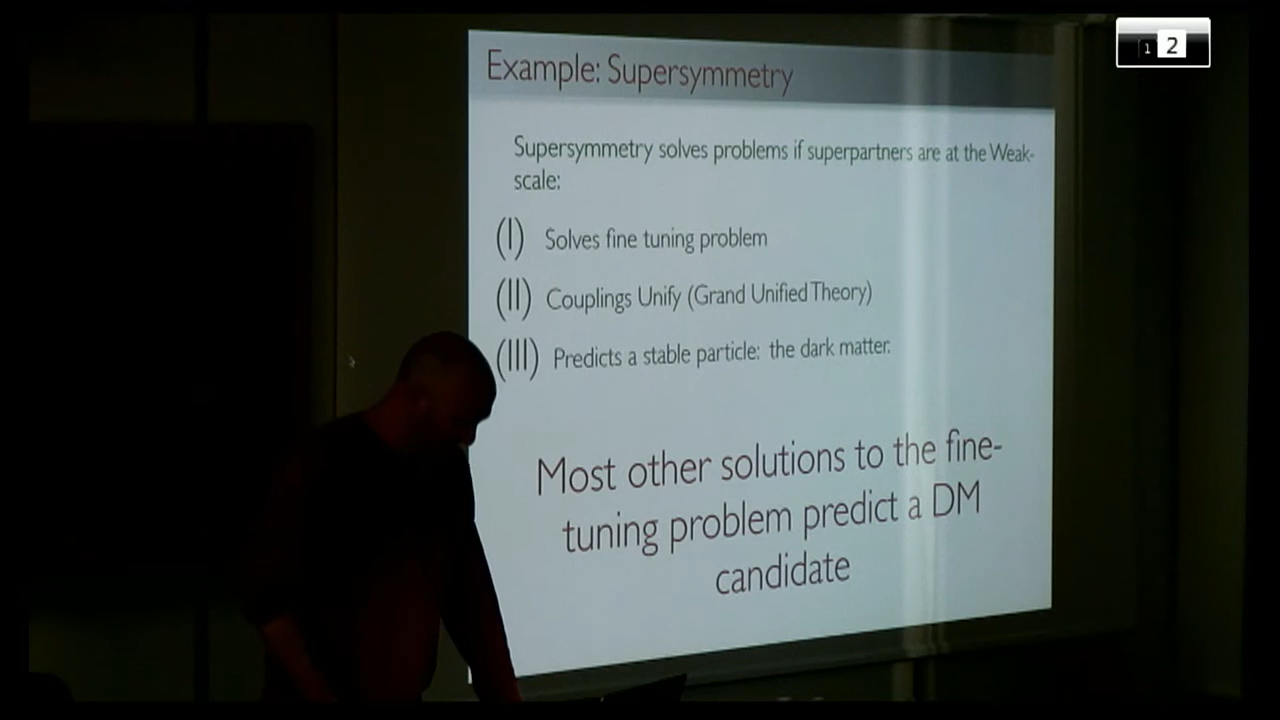 1 2
Example: Supersymmetry
Supersymmetry solves problems if superpartners are at the Weak-
scale:
(I) Solves fine tuning problem
(II) Couplings Unify (Grand Unified Theory)
(III) Predicts a stable particle: the dark matter.
Most other solutions to the fine-
tuning problem predict a DM
candidate